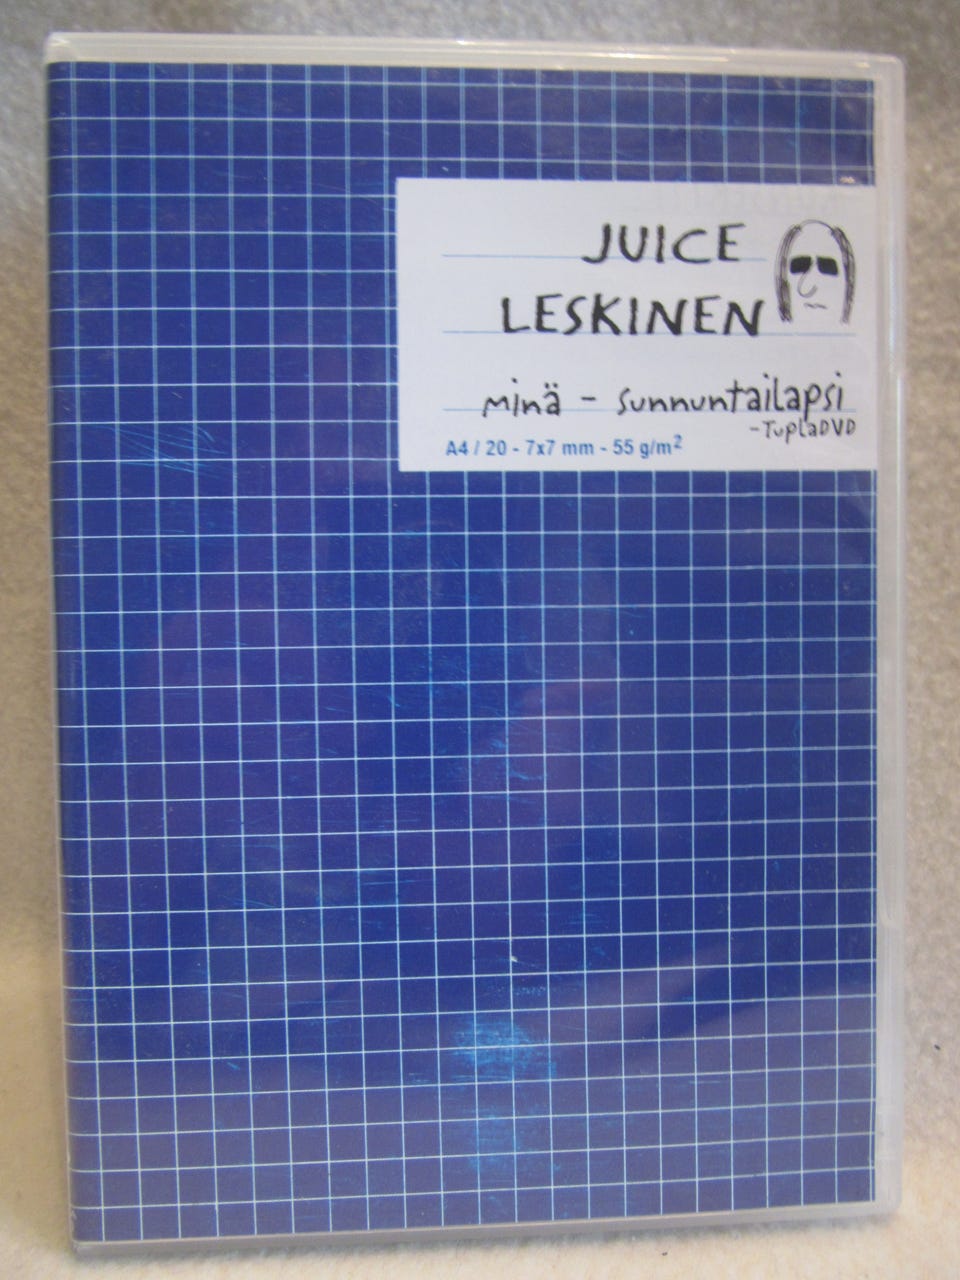 JUICE
LESKINEN
minä - sunnuntailapsi
-TuplaDVD
A4 / 20 - 7x7 mm - 55 g/m²